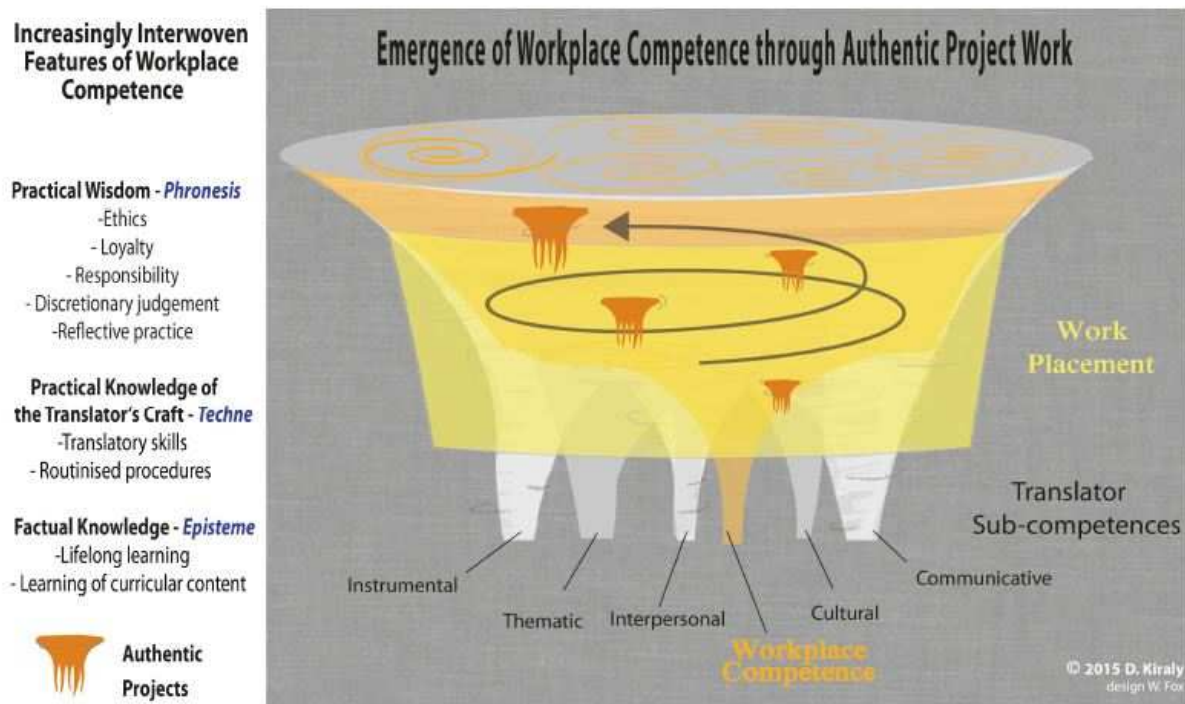 Increasingly Interwoven
Features of Workplace
Competence
Practical Wisdom - Phronesis
-Ethics
- Loyalty
- Responsibility
- Discretionary judgement
-Reflective practice
Practical Knowledge of
the Translator's Craft - Techne
-Translatory skills
- Routinised procedures
Factual Knowledge - Episteme
-Lifelong learning
- Learning of curricular content
Authentic
Projects
Emergence of Workplace Competence through Authentic Project Work
Work
Placement
Translator
Sub-competences
Instrumental
Thematic
Interpersonal
Workplace
Competence
Cultural
Communicative
© 2015 D. Kiraly
design W. Fox